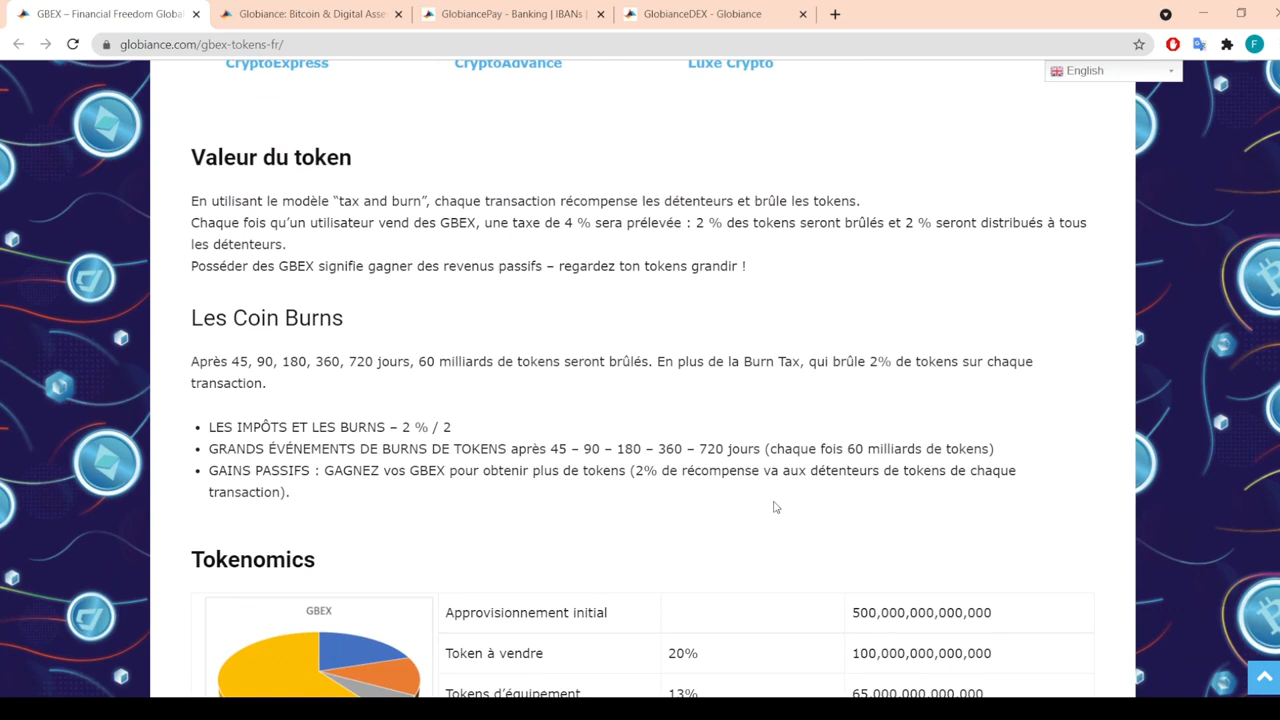 GBEX – Financial Freedom Globa
Globiance: Bitcoin & Digital Asse
GlobiancePay - Banking | IBANs |
GlobianceDEX - Globiance
globiance.com/gbex-tokens-fr/
F
CryptoExpress
CryptoAdvance
Luxe Crypto
English
Valeur du token
En utilisant le modèle “tax and burn”, chaque transaction récompense les détenteurs et brûle les tokens.
Chaque fois qu’un utilisateur vend des GBEX, une taxe de 4 % sera prélevée : 2 % des tokens seront brûlés et 2 % seront distribués à tous
les détenteurs.
Posséder des GBEX signifie gagner des revenus passifs – regardez ton tokens grandir !
Les Coin Burns
Après 45, 90, 180, 360, 720 jours, 60 milliards de tokens seront brûlés. En plus de la Burn Tax, qui brûle 2% de tokens sur chaque
transaction.
• LES IMPÔTS ET LES BURNS – 2 % / 2
• GRANDS ÉVÉNEMENTS DE BURNS DE TOKENS après 45 – 90 – 180 – 360 – 720 jours (chaque fois 60 milliards de tokens)
• GAINS PASSIFS : GAGNEZ vos GBEX pour obtenir plus de tokens (2% de récompense va aux détenteurs de tokens de chaque
transaction).
Tokenomics
GBEX
Approvisionnement initial 500,000,000,000,000
Token à vendre 20% 100,000,000,000,000
Tokens d’équipement 13% 65,000,000,000,000